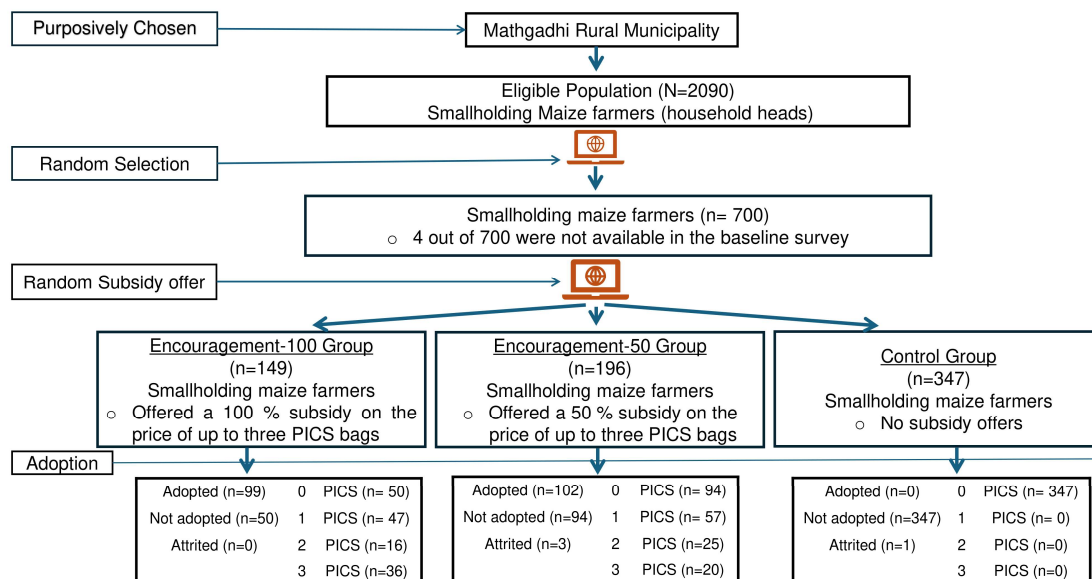 Purposively Chosen
Mathgadhi Rural Municipality
Eligible Population (N=2090)
Smallholding Maize farmers (household heads)
Random Selection
Smallholding maize farmers (n= 700)
○ 4 out of 700 were not available in the baseline survey
Random Subsidy offer
Encouragement-100 Group
(n=149)
Smallholding maize farmers
○ Offered a 100 % subsidy on the
price of up to three PICS bags
Encouragement-50 Group
(n=196)
Smallholding maize farmers
○ Offered a 50 % subsidy on the
price of up to three PICS bags
Control Group
(n=347)
Smallholding maize farmers
○ No subsidy offers
Adoption
Adopted (n=99) 0 PICS (n= 50)
Not adopted (n=50) 1 PICS (n= 47)
Attrited (n=0) 2 PICS (n=16)
3 PICS (n=36)
Adopted (n=102) 0 PICS (n= 94)
Not adopted (n=94) 1 PICS (n= 57)
Attrited (n=3) 2 PICS (n=25)
3 PICS (n=20)
Adopted (n=0) 0 PICS (n= 347)
Not adopted (n=347) 1 PICS (n= 0)
Attrited (n=1) 2 PICS (n=0)
3 PICS (n=0)